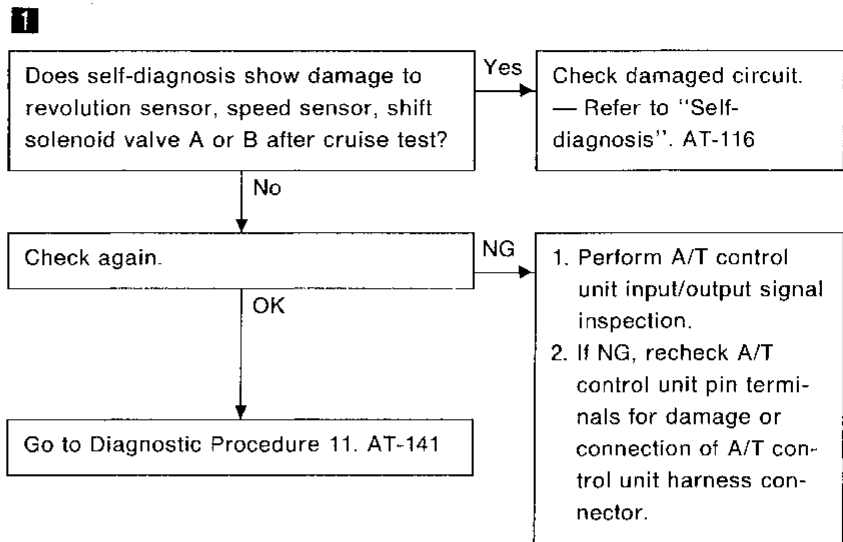 1
Does self-diagnosis show damage to
revolution sensor, speed sensor, shift
solenoid valve A or B after cruise test?
Yes
Check damaged circuit.
— Refer to “Self-
diagnosis”. AT-116
No
Check again.
NG
1. Perform A/T control
unit input/output signal
inspection.
2. If NG, recheck A/T
control unit pin termi-
nals for damage or
connection of A/T con-
trol unit harness con-
nector.
OK
Go to Diagnostic Procedure 11. AT-141